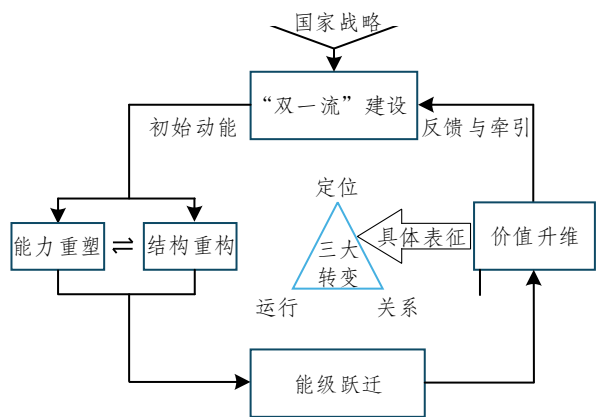 国家战略
“双一流”建设
初始动能
反馈与牵引
定位
能力重塑
⇌
结构重构
三大
转变
具体表征
价值升维
运行
关系
能级跃迁